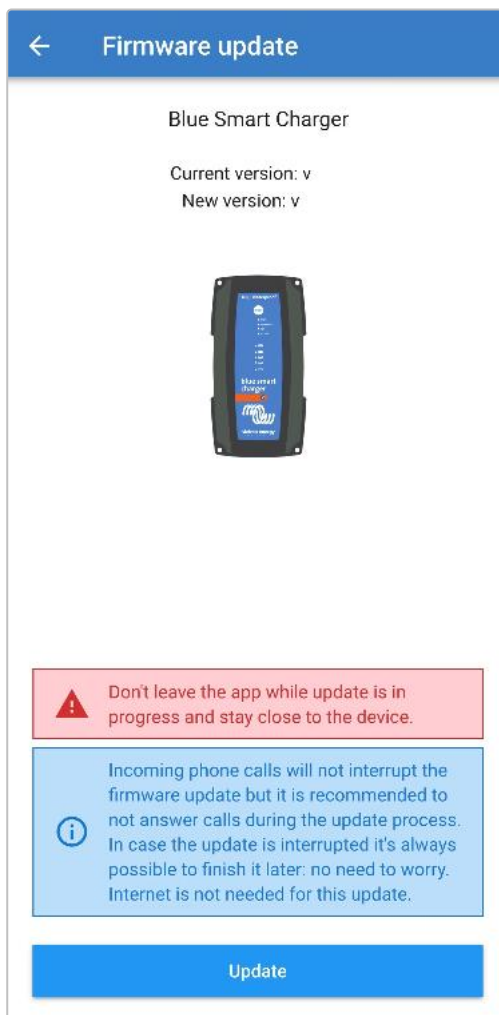 Firmware update
Blue Smart Charger
Current version: v
New version: v
blue smart
charger
Don't leave the app while update is in
progress and stay close to the device.
Incoming phone calls will not interrupt the
firmware update but it is recommended to
not answer calls during the update process.
In case the update is interrupted it's always
possible to finish it later: no need to worry.
Internet is not needed for this update.
Update